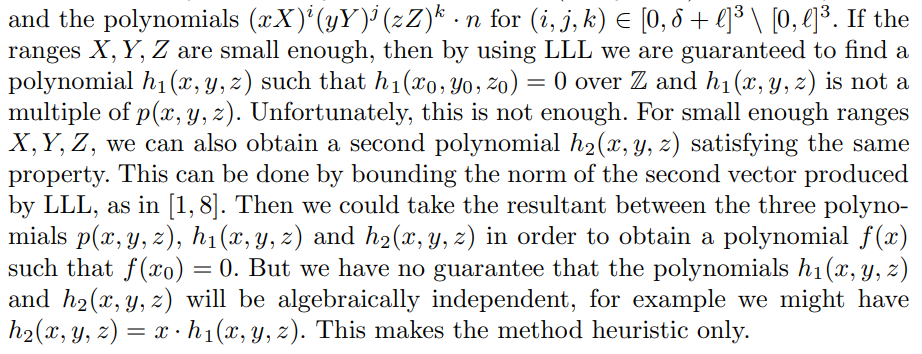 and the polynomials (xX)^i(yY)^j(zZ)^k · n for (i, j, k) ∈ [0, δ + ℓ]^3 \ [0, ℓ]^3. If the
ranges X, Y, Z are small enough, then by using LLL we are guaranteed to find a
polynomial h_1(x, y, z) such that h_1(x_0, y_0, z_0) = 0 over ℤ and h_1(x, y, z) is not a
multiple of p(x, y, z). Unfortunately, this is not enough. For small enough ranges
X, Y, Z, we can also obtain a second polynomial h_2(x, y, z) satisfying the same
property. This can be done by bounding the norm of the second vector produced
by LLL, as in [1, 8]. Then we could take the resultant between the three polyno-
mials p(x, y, z), h_1(x, y, z) and h_2(x, y, z) in order to obtain a polynomial f(x)
such that f(x_0) = 0. But we have no guarantee that the polynomials h_1(x, y, z)
and h_2(x, y, z) will be algebraically independent, for example we might have
h_2(x, y, z) = x · h_1(x, y, z). This makes the method heuristic only.